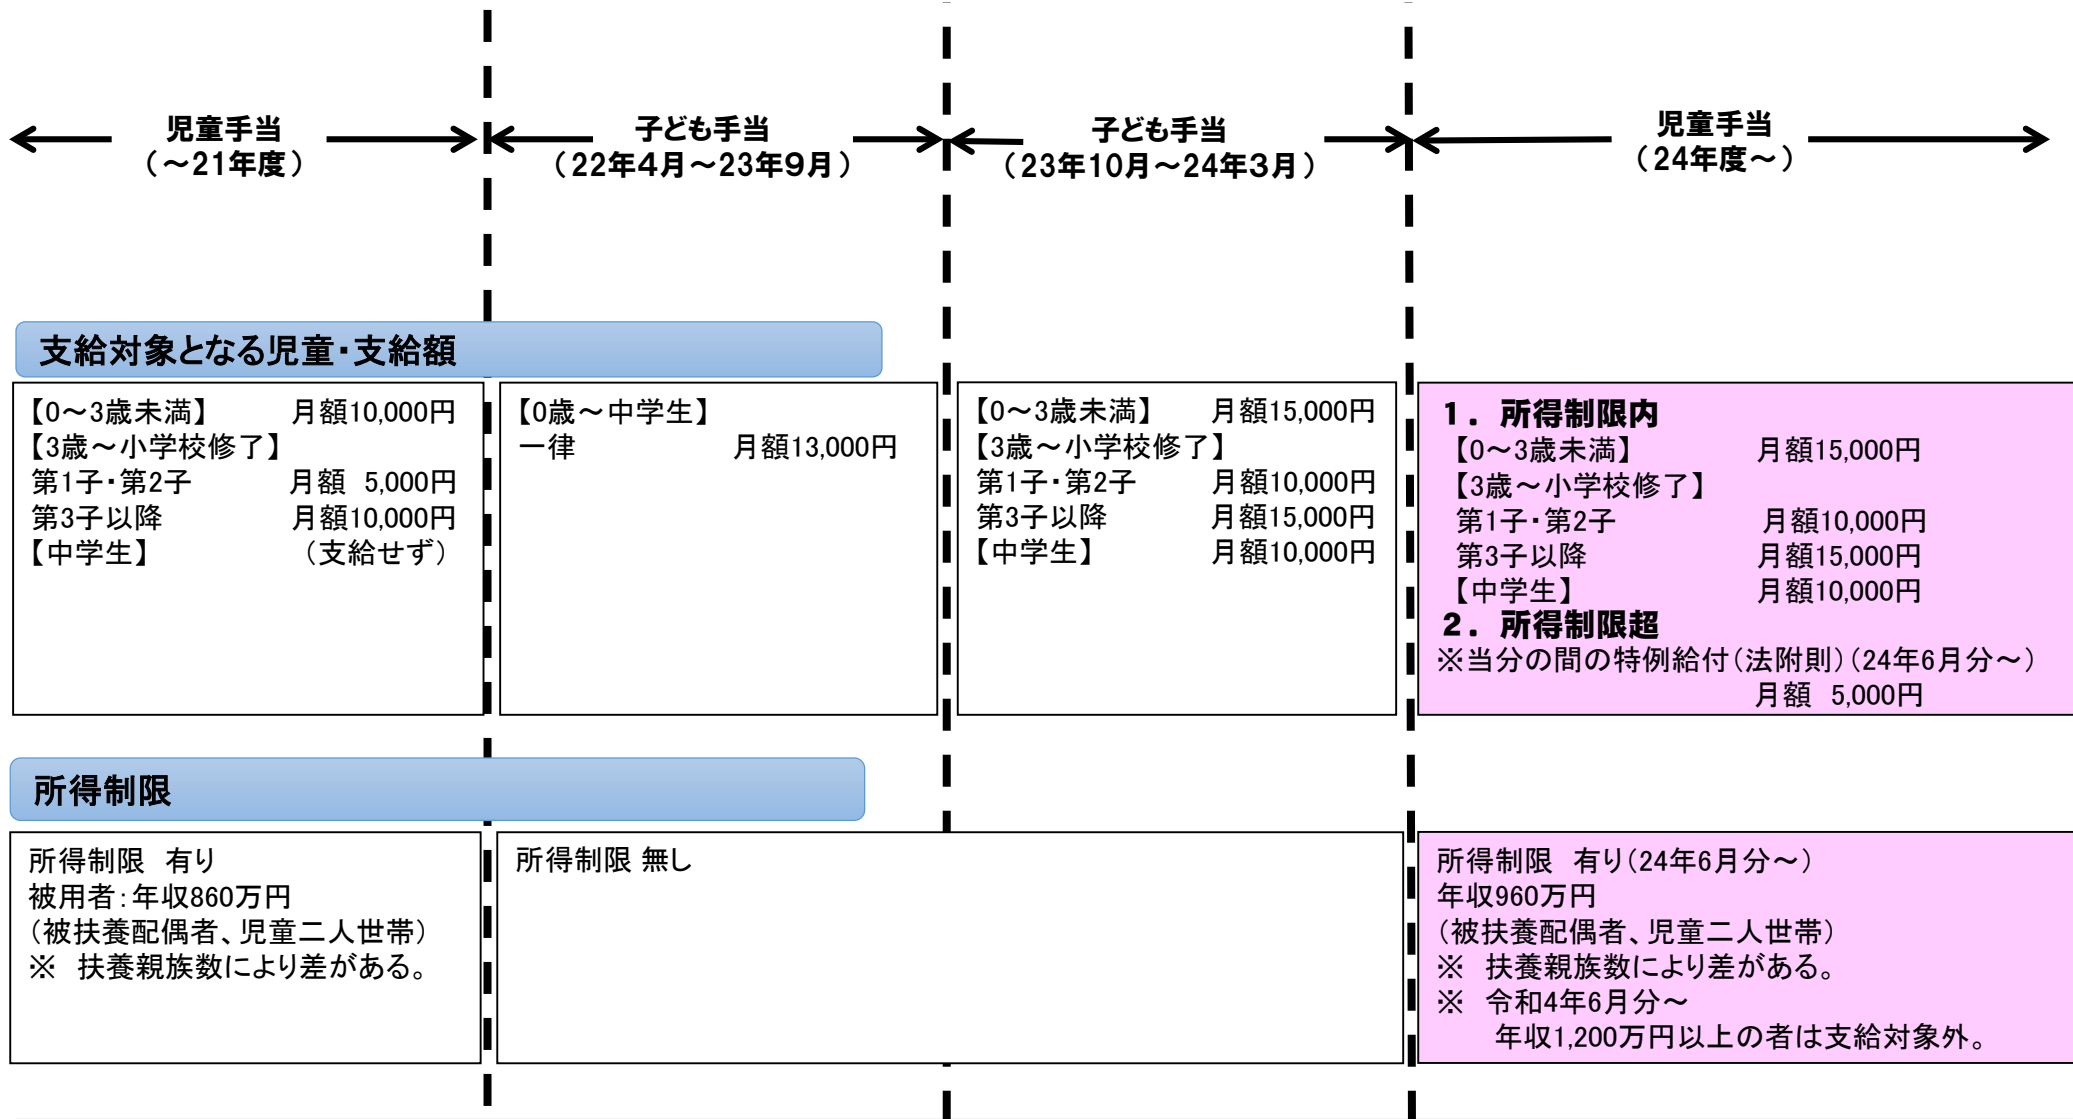 児童手当
（～21年度）
子ども手当
（22年4月～23年9月）
子ども手当
（23年10月～24年3月）
児童手当
（24年度～）
支給対象となる児童・支給額
【0～3歳未満】　月額10,000円
【3歳～小学校修了】
第1子・第2子　月額 5,000円
第3子以降　月額10,000円
【中学生】　（支給せず）
【0歳～中学生】
一律　月額13,000円
【0～3歳未満】　月額15,000円
【3歳～小学校修了】
第1子・第2子　月額10,000円
第3子以降　月額15,000円
【中学生】　月額10,000円
１．所得制限内
【0～3歳未満】　月額15,000円
【3歳～小学校修了】
第1子・第2子　月額10,000円
第3子以降　月額15,000円
【中学生】　月額10,000円
２．所得制限超
※当分の間の特例給付（法附則）（24年6月分～）
月額 5,000円
所得制限
所得制限　有り
被用者：年収860万円
（被扶養配偶者、児童二人世帯）
※　扶養親族数により差がある。
所得制限 無し
所得制限　有り（24年6月分～）
年収960万円
（被扶養配偶者、児童二人世帯）
※　扶養親族数により差がある。
※　令和4年6月分～
年収1,200万円以上の者は支給対象外。